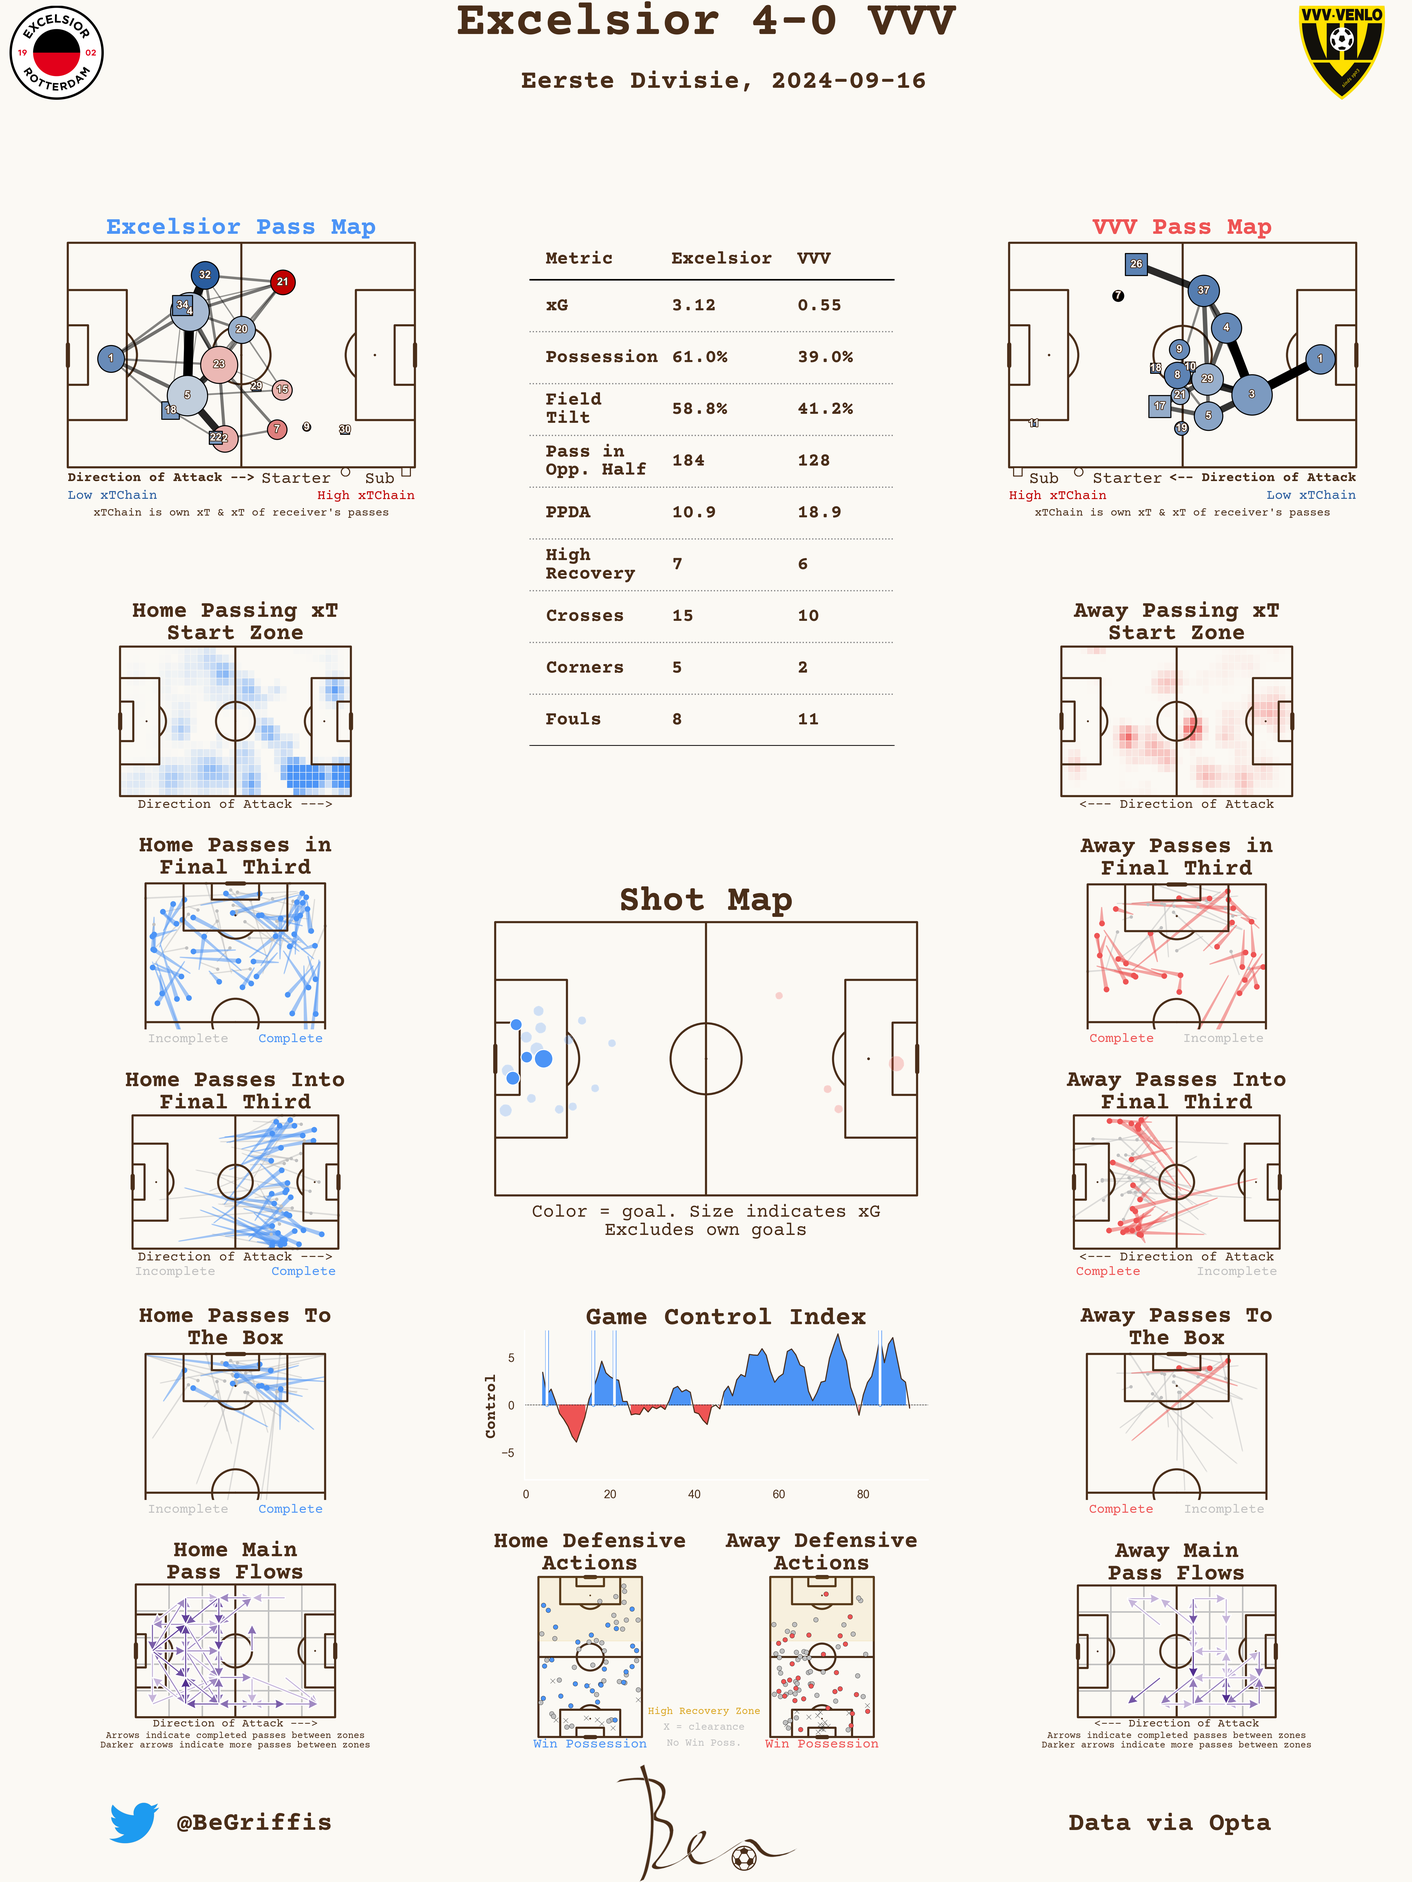 Excelsior 4-0 VVV
Eerste Divisie, 2024-09-16
EXCELSIOR
19 02
ROTTERDAM
VVV-VENLO
Excelsior Pass Map
32
21
34
4
20
1
23
29
15
5
18
22
7
9
30
Direction of Attack --> Starter Sub
Low xTChain High xTChain
xTChain is own xT & xT of receiver's passes
Metric Excelsior VVV
xG 3.12 0.55
Possession 61.0% 39.0%
Field
Tilt 58.8% 41.2%
Pass in
Opp. Half 184 128
PPDA 10.9 18.9
High
Recovery 7 6
Crosses 15 10
Corners 5 2
Fouls 8 11
VVV Pass Map
26
7
37
4
9
1
18
10
8
29
21
3
17
5
11
19
Sub Starter <-- Direction of Attack
High xTChain Low xTChain
xTChain is own xT & xT of receiver's passes
Home Passing xT
Start Zone
Direction of Attack --->
Away Passing xT
Start Zone
<--- Direction of Attack
Home Passes in
Final Third
Incomplete Complete
Away Passes in
Final Third
Complete Incomplete
Shot Map
Color = goal. Size indicates xG
Excludes own goals
Home Passes Into
Final Third
Direction of Attack --->
Incomplete Complete
Away Passes Into
Final Third
<--- Direction of Attack
Complete Incomplete
Home Passes To
The Box
Incomplete Complete
Game Control Index
Control
5
0
−5
0 20 40 60 80
Away Passes To
The Box
Complete Incomplete
Home Main
Pass Flows
Direction of Attack --->
Arrows indicate completed passes between zones
Darker arrows indicate more passes between zones
Home Defensive
Actions
Win Possession
High Recovery Zone
X = clearance
No Win Poss.
Away Defensive
Actions
Win Possession
Away Main
Pass Flows
<--- Direction of Attack
Arrows indicate completed passes between zones
Darker arrows indicate more passes between zones
@BeGriffis
Ben
Data via Opta